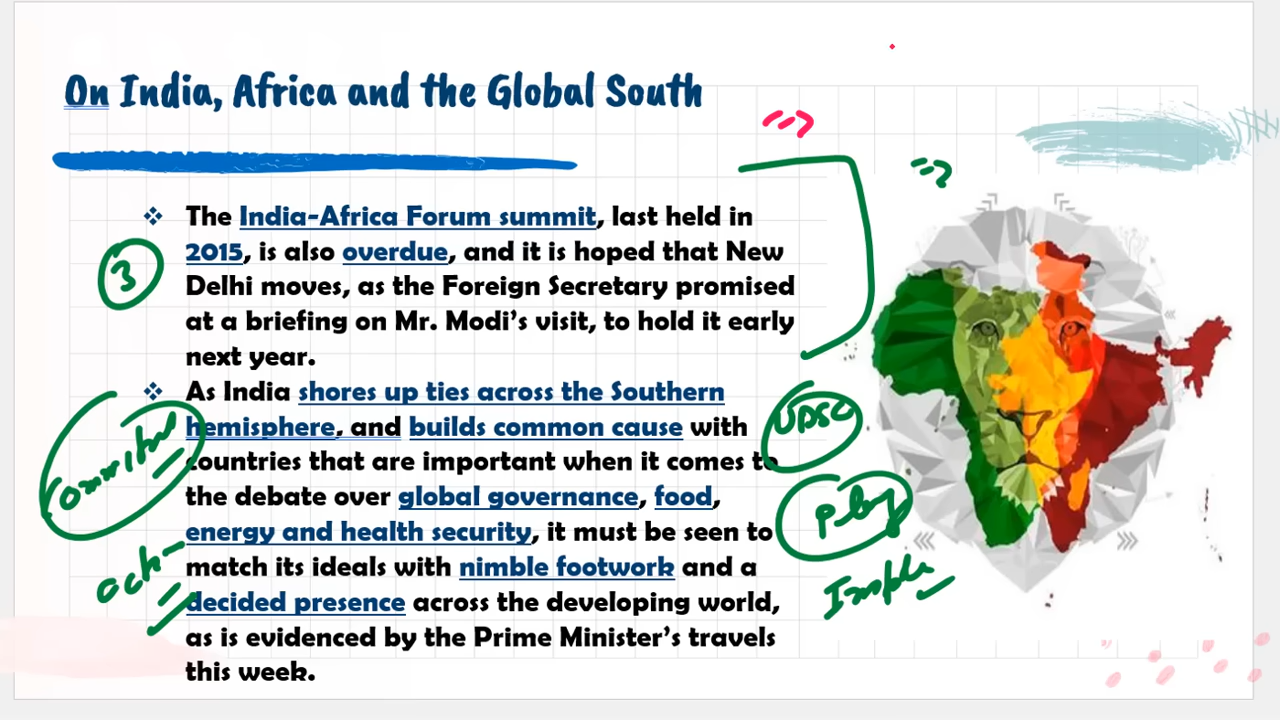 On India, Africa and the Global South
❖ The India-Africa Forum summit, last held in
2015, is also overdue, and it is hoped that New
Delhi moves, as the Foreign Secretary promised
at a briefing on Mr. Modi's visit, to hold it early
next year.
❖ As India shores up ties across the Southern
hemisphere, and builds common cause with
countries that are important when it comes to
the debate over global governance, food,
energy and health security, it must be seen to
match its ideals with nimble footwork and a
decided presence across the developing world,
as is evidenced by the Prime Minister's travels
this week.
3
UPSC